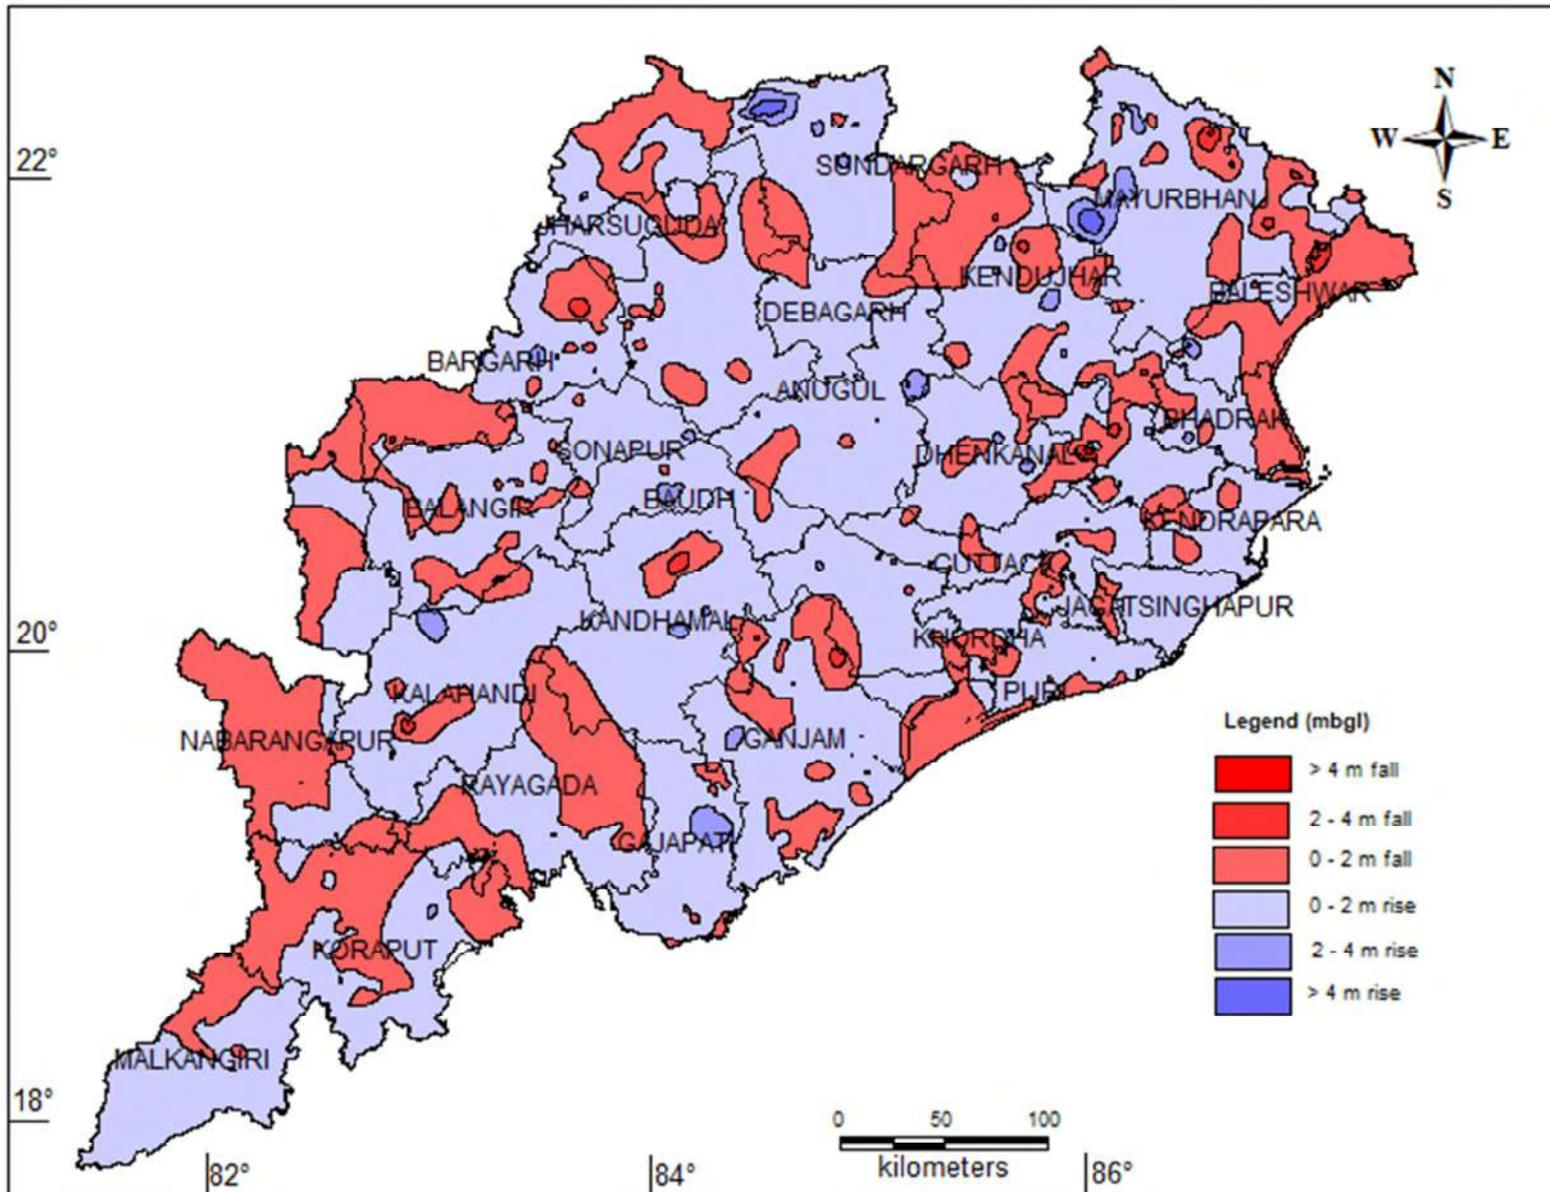 N
W E
S
22°
SUNDARGARH
MAYURBHANJ
JHARSUGUDA
KENDUJHAR
BALESHWAR
DEBAGARH
BARGARH
ANUGUL
BHADRAK
SONAPUR
DHENKANAL
BAUDH
BALANGIR
KENDRAPARA
CUTTACK
JAGATSINGHAPUR
KANDHAMAL
20°
KHORDHA
KALAHANDI
PURI
NABARANGAPUR
GANJAM
RAYAGADA
GAJAPATI
KORAPUT
MALKANGIRI
18°
Legend (mbgl)
> 4 m fall
2 - 4 m fall
0 - 2 m fall
0 - 2 m rise
2 - 4 m rise
> 4 m rise
0 50 100
kilometers
82° 84° 86°